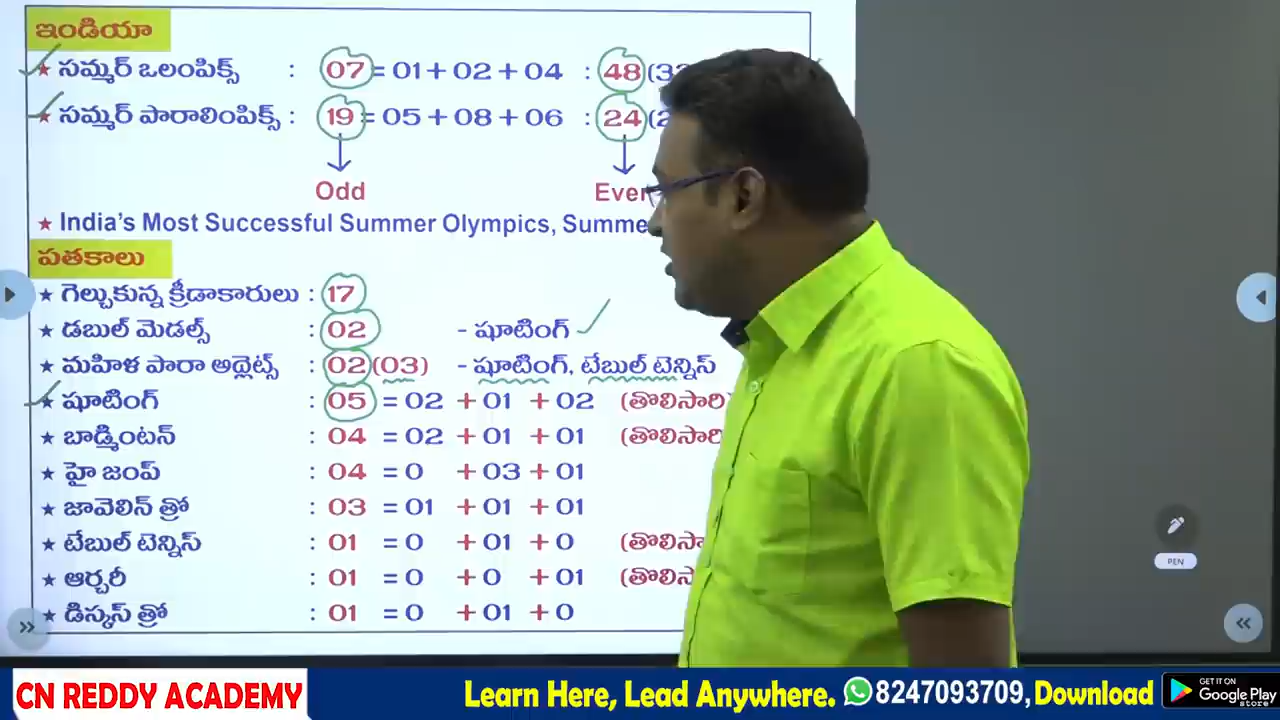 ఇండియా
★ సమ్మర్ ఒలంపిక్స్ : 07 = 01 + 02 + 04 : 48
★ సమ్మర్ పారాలింపిక్స్ : 19 = 05 + 08 + 06 : 24
Odd
★ India's Most Successful Summer Olympics,
పతకాలు
★ గెల్చుకున్న క్రీడాకారులు : 17
★ డబుల్ మెడల్స్ : 02 - షూటింగ్
★ మహిళ పారా అథ్లెట్స్ : 02 (03) - షూటింగ్, టేబుల్ టెన్నిస్
★ షూటింగ్ : 05 = 02 + 01 + 02 (తొలిసారి
★ బాడ్మింటన్ : 04 = 02 + 01 + 01 (తొలిసారి
★ హై జంప్ : 04 = 0 + 03 + 01
★ జావెలిన్ త్రో : 03 = 01 + 01 + 01
★ టేబుల్ టెన్నిస్ : 01 = 0 + 01 + 0
★ ఆర్చరీ : 01 = 0 + 0 + 01
★ డిస్కస్ త్రో : 01 = 0 + 01 + 0
PEN
CN REDDY ACADEMY
Learn Here, Lead Anywhere. 8247093709, Download
GET IT ON
Google Play
store